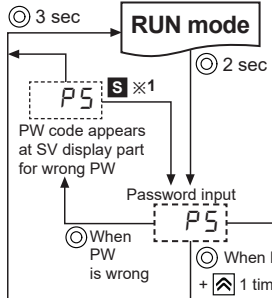 ◎ 3 sec
RUN mode
◎ 2 sec
PS
S ※1
PW code appears
at SV display part
for wrong PW
Password input
PS
◎ When
PW
is wrong
◎ When
+ 1 tim